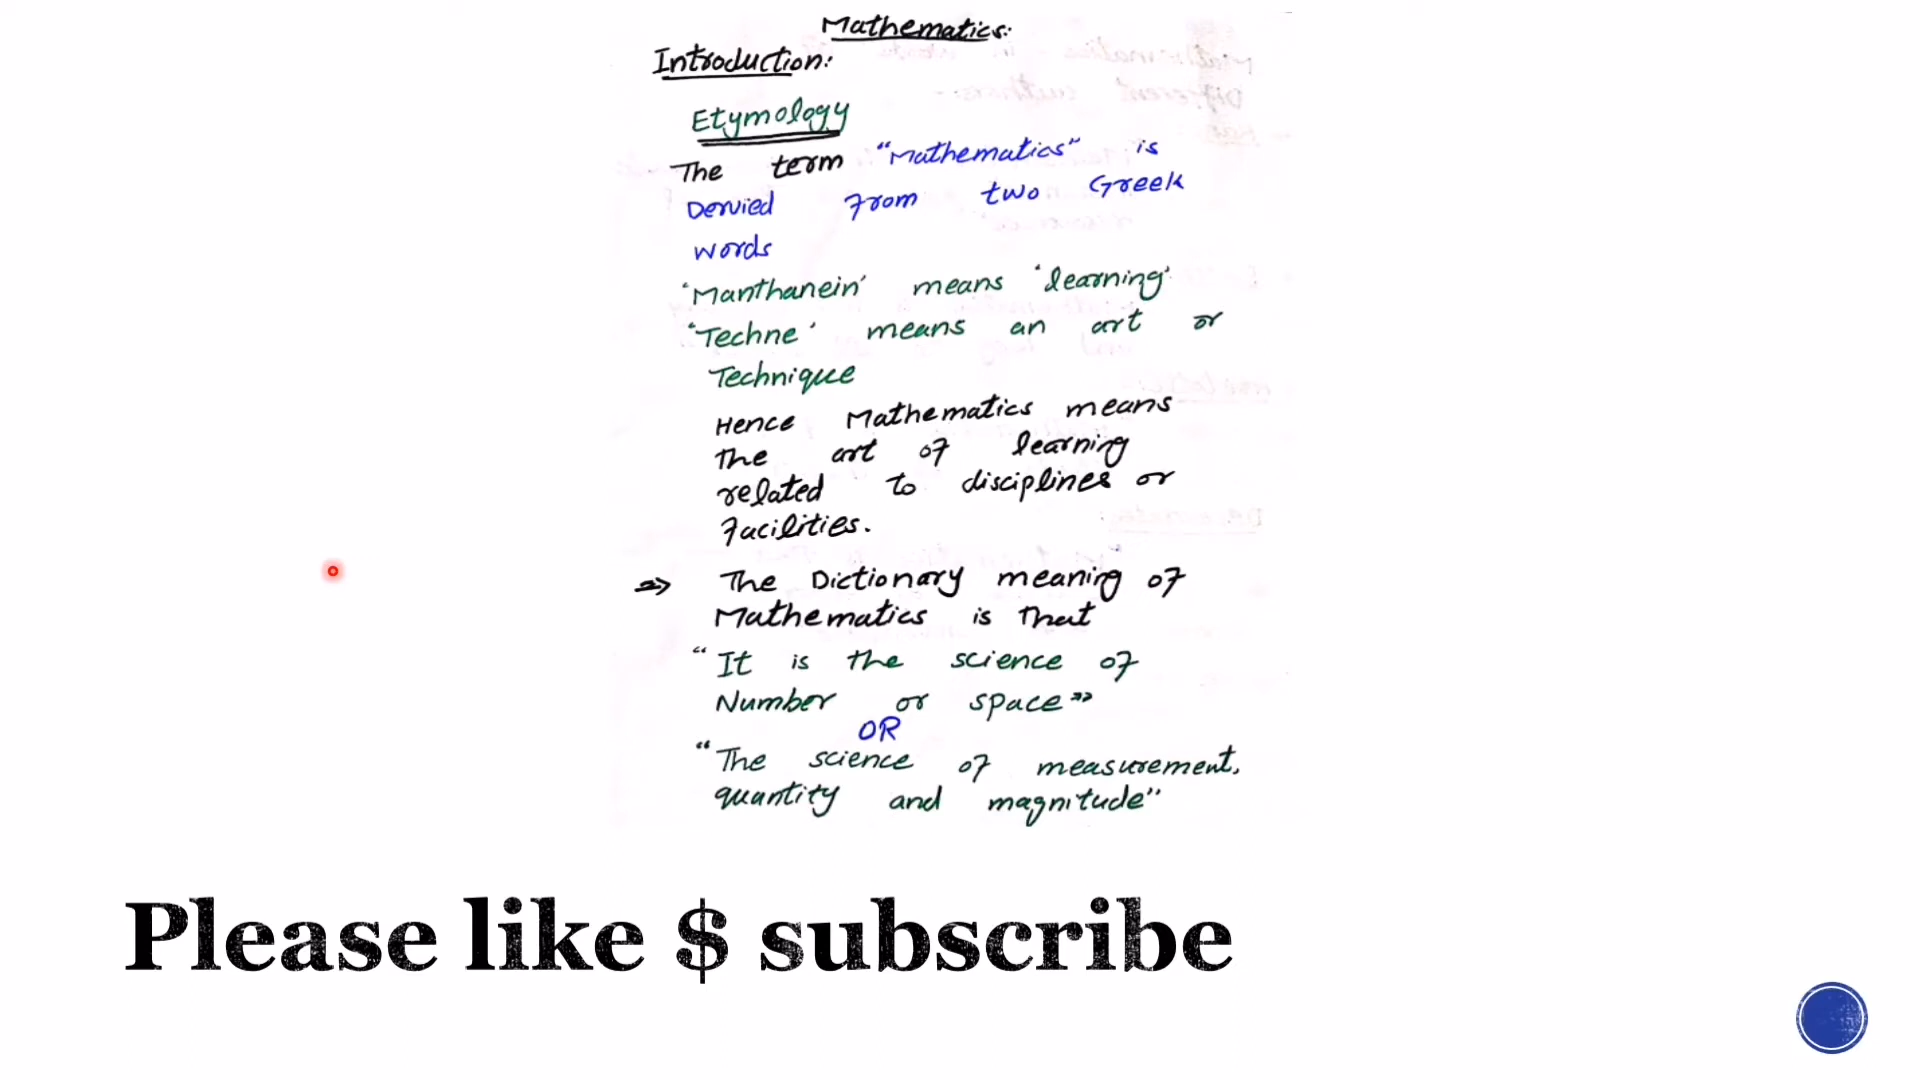 Mathematics:
Introduction:
Etymology
The term "Mathematics" is
Dervied from two Greek
words
'Manthanein' means 'learning'
'Techne' means an art or
Technique
Hence Mathematics means
the art of learning
related to disciplines or
Facilities.
⇒ The Dictionary meaning of
Mathematics is That
"It is the science of
Number or space"
OR
"The science of measurement,
quantity and magnitude"
Please like $ subscribe